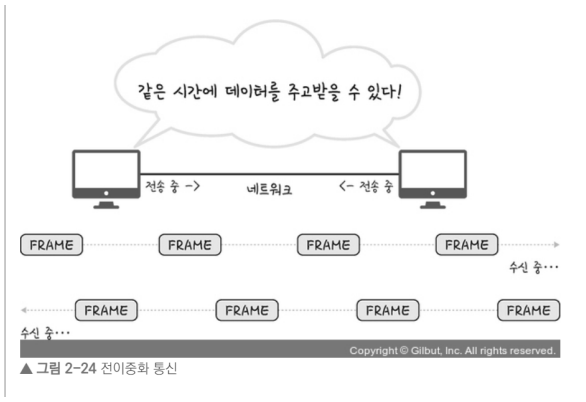 같은 시간에 데이터를 주고받을 수 있다!
전송 중 -> 네트워크 <- 전송 중
FRAME FRAME FRAME FRAME
수신 중···
FRAME FRAME FRAME FRAME
수신 중···
Copyright © Gilbut, Inc. All rights reserved.
▲ 그림 2-24 전이중화 통신